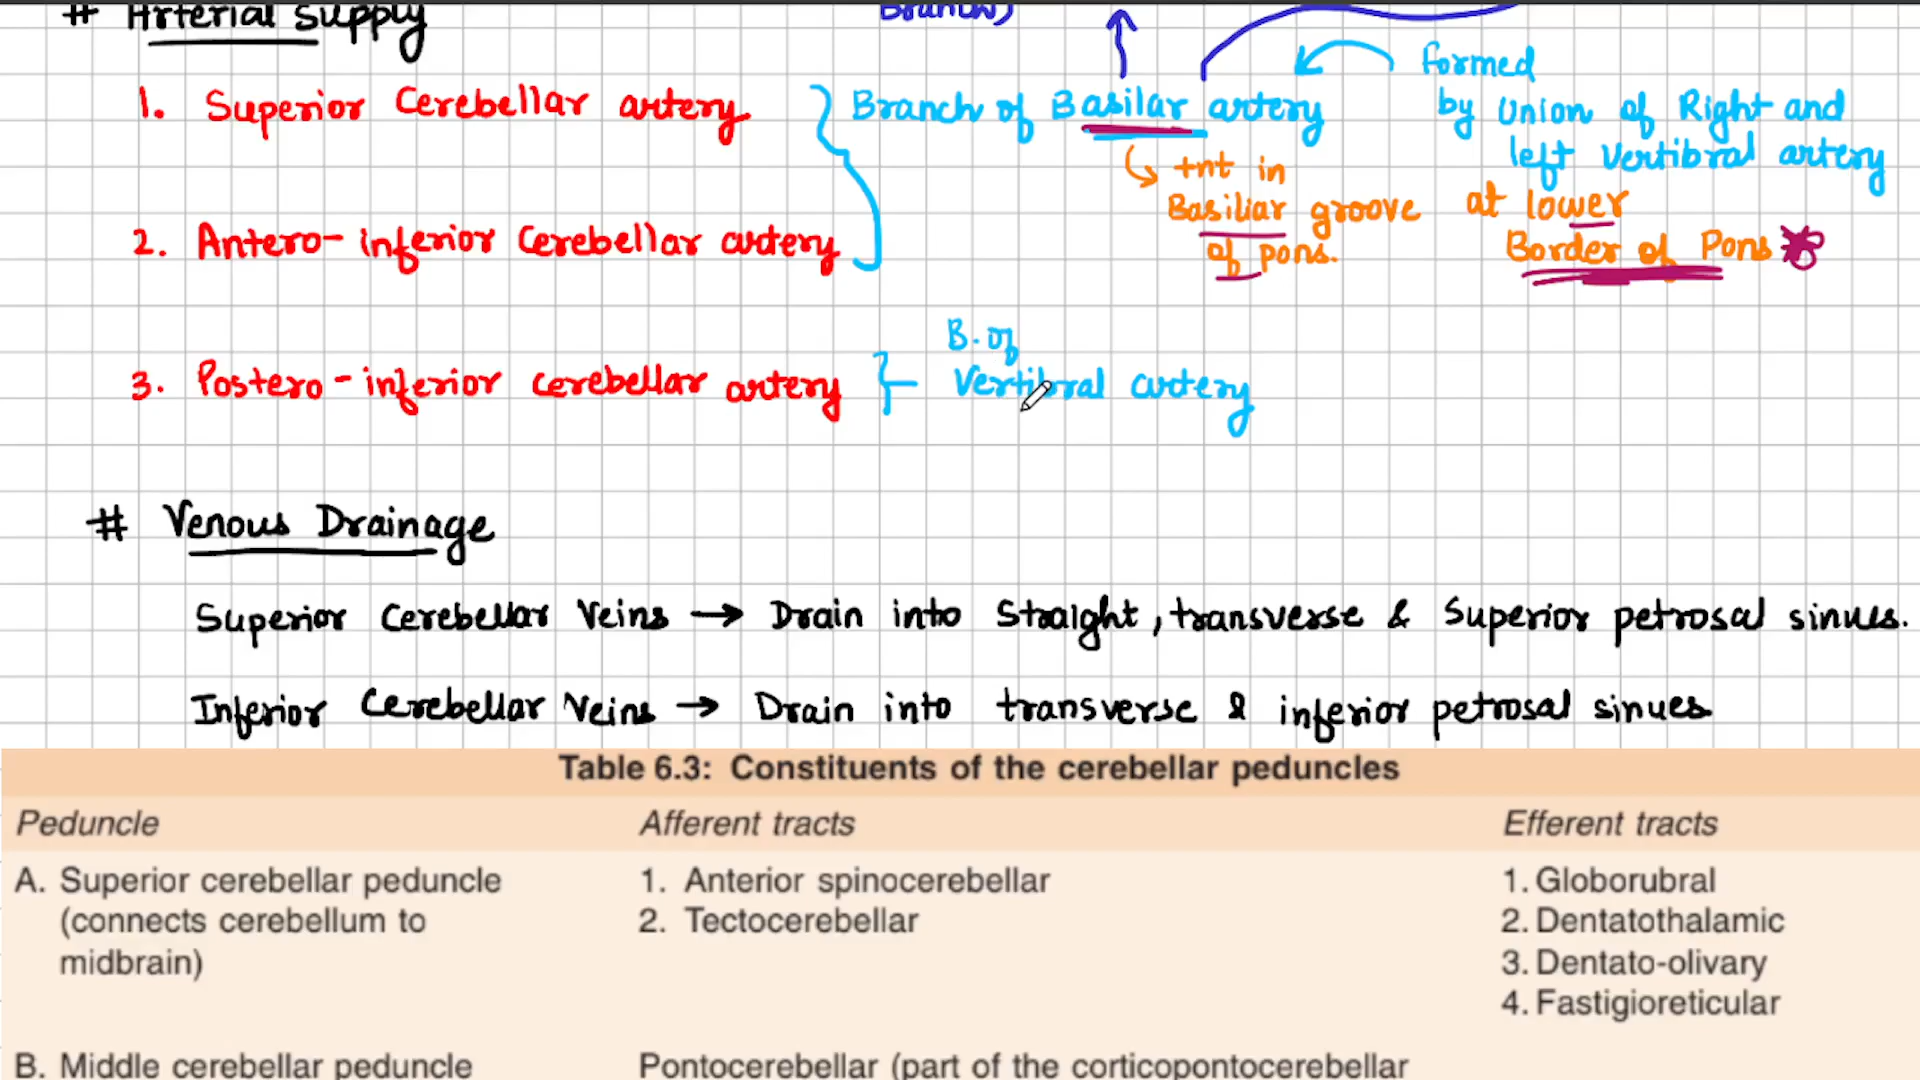 # Arterial Supply
Branch)
1. Superior Cerebellar artery
Branch of Basilar artery
formed
by Union of Right and
left Vertibral artery
at lower
Border of Pons
+nt in
Basiliar groove
of pons.
2. Antero-inferior Cerebellar artery
3. Postero-inferior cerebellar artery
B. of
Vertibral artery
# Venous Drainage
Superior Cerebellar Veins → Drain into Straight, transverse & Superior petrosal sinues.
Inferior Cerebellar Veins → Drain into transverse & inferior petrosal sinues
Table 6.3: Constituents of the cerebellar peduncles
Peduncle Afferent tracts Efferent tracts
A. Superior cerebellar peduncle 1. Anterior spinocerebellar 1. Globorubral
(connects cerebellum to 2. Tectocerebellar 2. Dentatothalamic
midbrain) 3. Dentato-olivary
4. Fastigioreticular
B. Middle cerebellar peduncle Pontocerebellar (part of the corticopontocerebellar